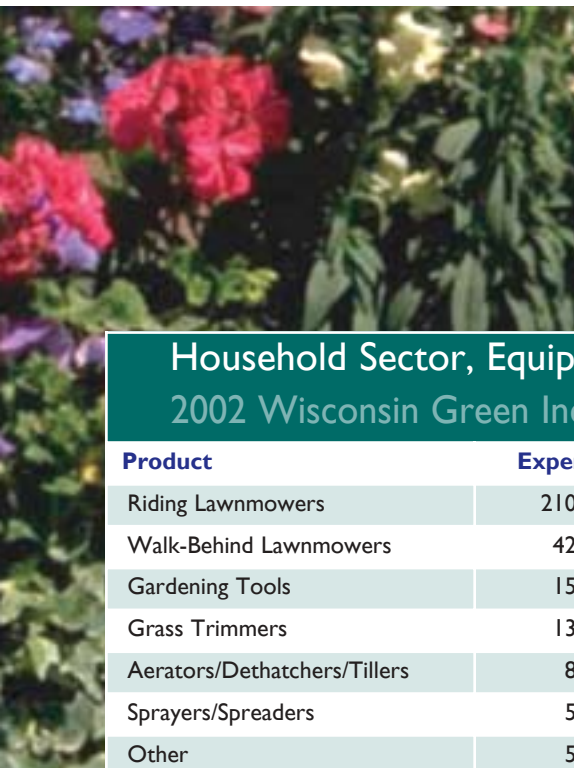 Household Sector, Equip
2002 Wisconsin Green In
Product Expe
Riding Lawnmowers 210
Walk-Behind Lawnmowers 42
Gardening Tools 15
Grass Trimmers 13
Aerators/Dethatchers/Tillers 8
Sprayers/Spreaders 5
Other 5